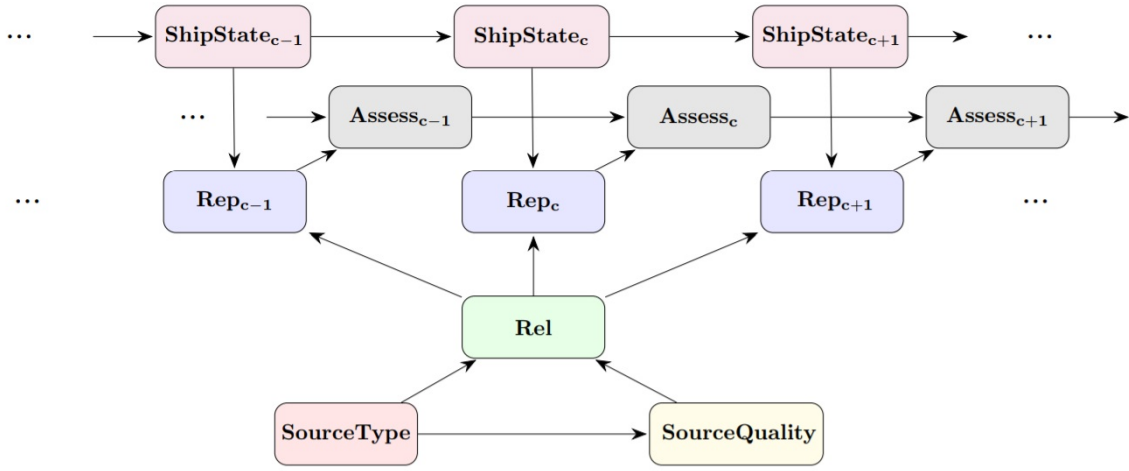 ... ShipState_{c−1} ShipState_c ShipState_{c+1} ...
... Assess_{c−1} Assess_c Assess_{c+1}
... Rep_{c−1} Rep_c Rep_{c+1} ...
Rel
SourceType SourceQuality